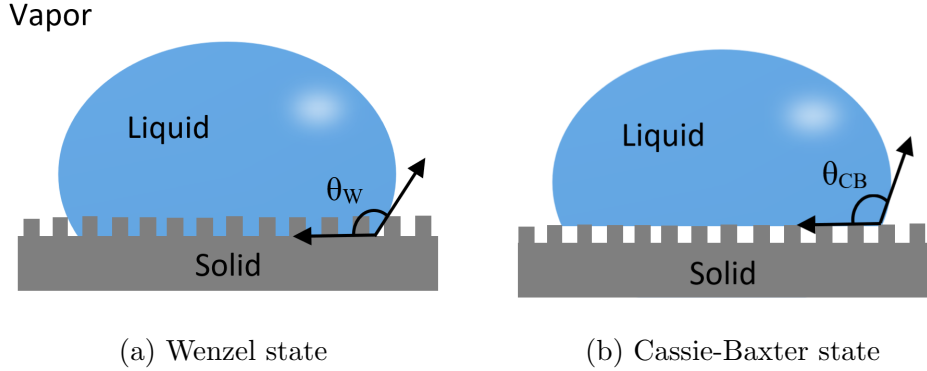 Vapor
Liquid
θW
Solid
(a) Wenzel state
Liquid
θCB
Solid
(b) Cassie-Baxter state